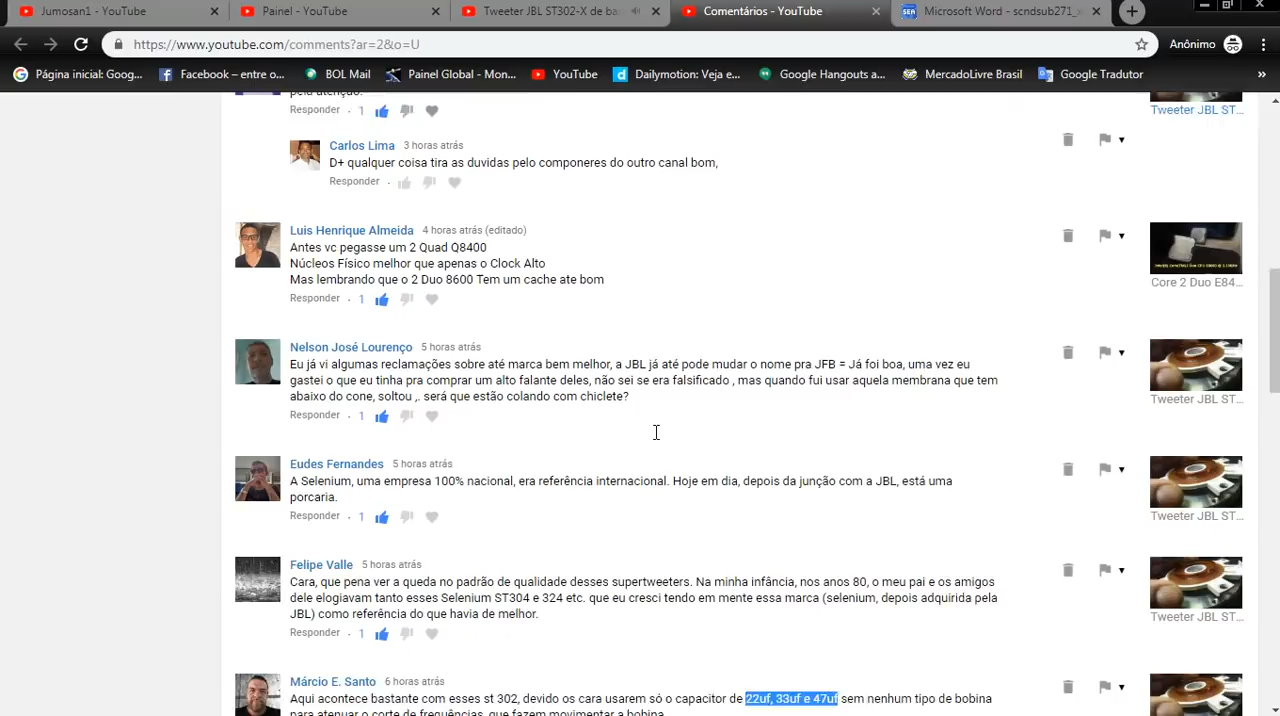 Jumosan1 - YouTube
Painel - YouTube
Tweeter JBL ST302-X de ba
Comentários - YouTube
Microsoft Word - scndsub271_
https://www.youtube.com/comments?ar=2&o=U
Anônimo
Página inicial: Goog...
Facebook – entre o...
BOL Mail
Painel Global - Mon...
YouTube
Dailymotion: Veja e...
Google Hangouts a...
MercadoLivre Brasil
Google Tradutor
»
pela atenção.
Responder · 1
Tweeter JBL ST...
Carlos Lima 3 horas atrás
D+ qualquer coisa tira as duvidas pelo componeres do outro canal bom,
Responder ·
Luis Henrique Almeida 4 horas atrás (editado)
Antes vc pegasse um 2 Quad Q8400
Núcleos Físico melhor que apenas o Clock Alto
Mas lembrando que o 2 Duo 8600 Tem um cache ate bom
Responder · 1
Core 2 Duo E84...
Nelson José Lourenço 5 horas atrás
Eu já vi algumas reclamações sobre até marca bem melhor, a JBL já até pode mudar o nome pra JFB = Já foi boa, uma vez eu
gastei o que eu tinha pra comprar um alto falante deles, não sei se era falsificado , mas quando fui usar aquela membrana que tem
abaixo do cone, soltou ,. será que estão colando com chiclete?
Responder · 1
Tweeter JBL ST...
Eudes Fernandes 5 horas atrás
A Selenium, uma empresa 100% nacional, era referência internacional. Hoje em dia, depois da junção com a JBL, está uma
porcaria.
Responder · 1
Tweeter JBL ST...
Felipe Valle 5 horas atrás
Cara, que pena ver a queda no padrão de qualidade desses supertweeters. Na minha infância, nos anos 80, o meu pai e os amigos
dele elogiavam tanto esses Selenium ST304 e 324 etc. que eu cresci tendo em mente essa marca (selenium, depois adquirida pela
JBL) como referência do que havia de melhor.
Responder · 1
Tweeter JBL ST...
Márcio E. Santo 6 horas atrás
Aqui acontece bastante com esses st 302, devido os cara usarem só o capacitor de 22uf, 33uf e 47uf sem nenhum tipo de bobina
para atenuar o corte de frequências, que fazem movimentar a bobina